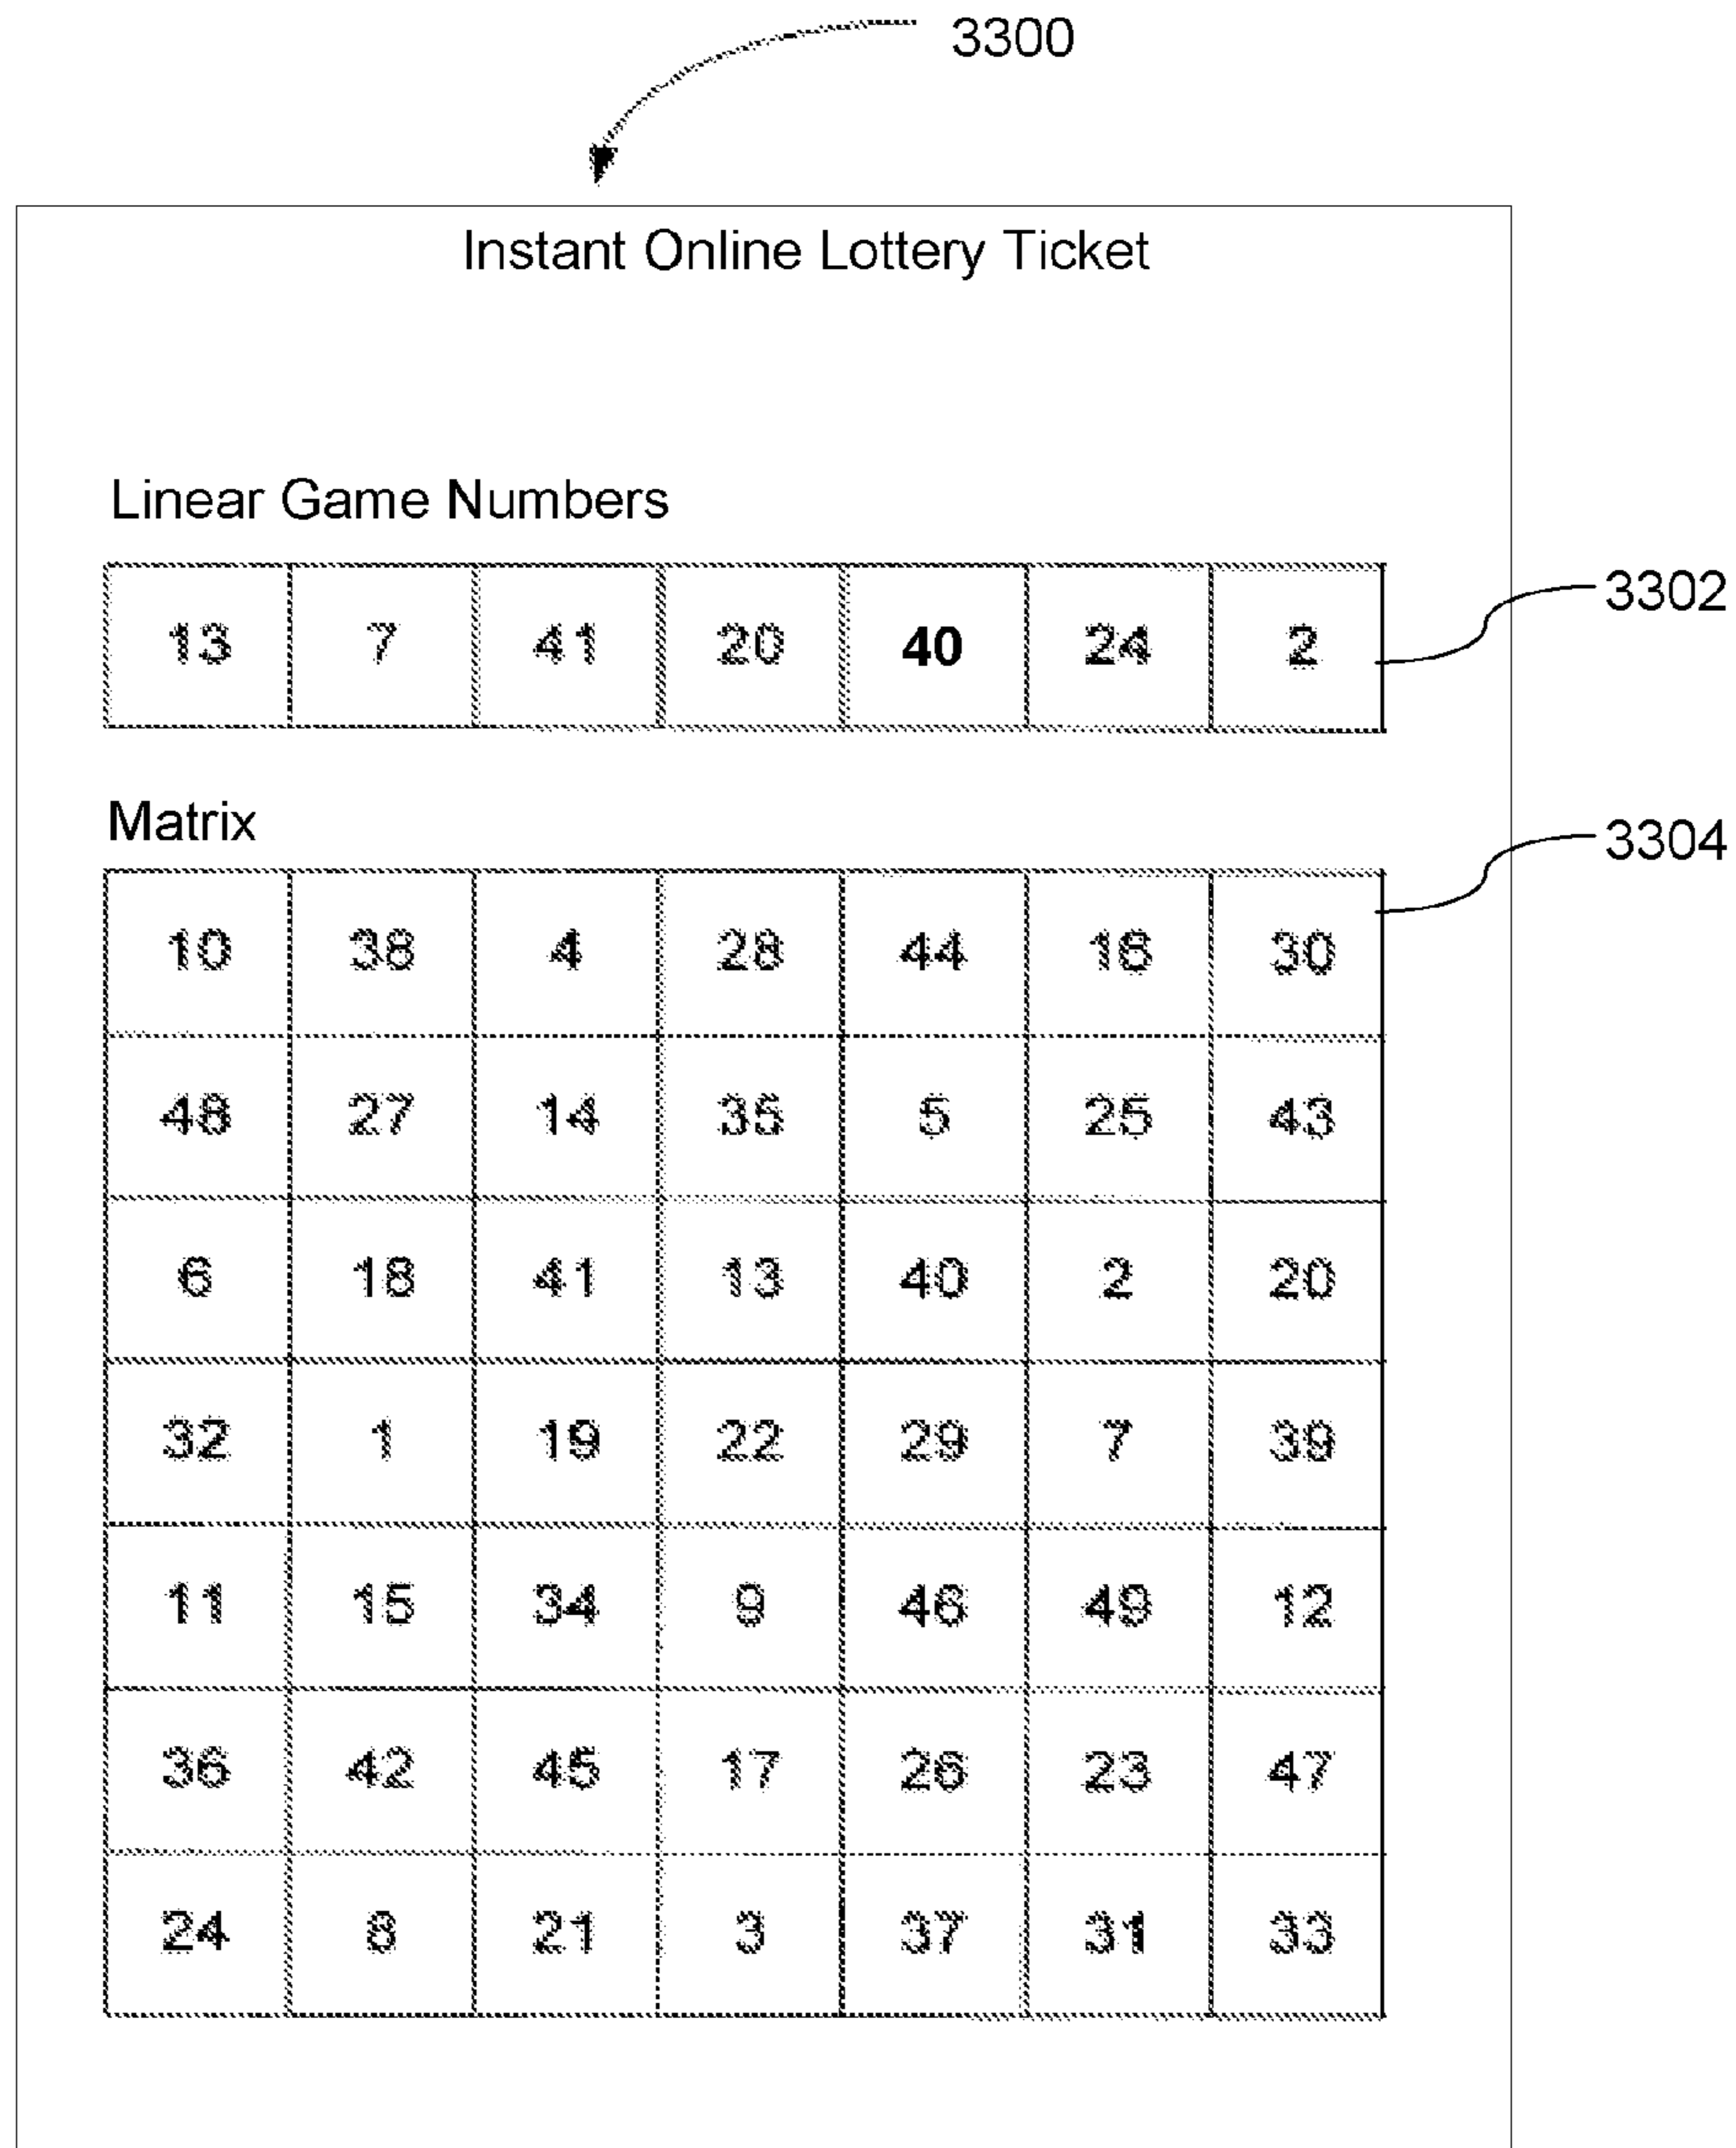 3300
Instant Online Lottery Ticket
Linear Game Numbers
13 7 41 20 40 24 2
3302
Matrix
3304
10 38 4 28 44 16 30
48 27 14 35 5 25 43
6 18 41 13 40 2 20
32 1 19 22 29 7 39
11 15 34 9 46 49 12
36 42 45 17 26 23 47
24 8 21 3 37 31 33